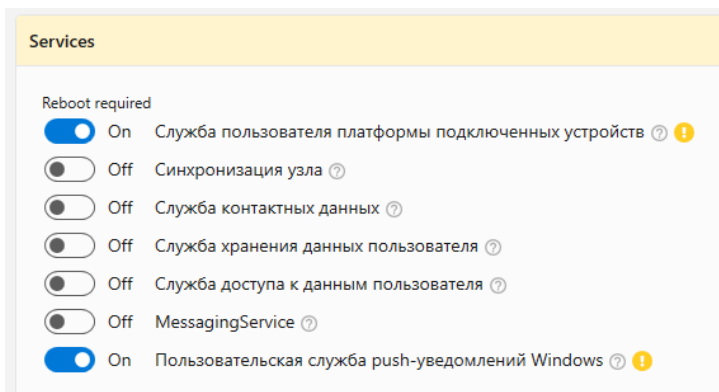 Services
Reboot required
On Служба пользователя платформы подключенных устройств
Off Синхронизация узла
Off Служба контактных данных
Off Служба хранения данных пользователя
Off Служба доступа к данным пользователя
Off MessagingService
On Пользовательская служба push-уведомлений Windows